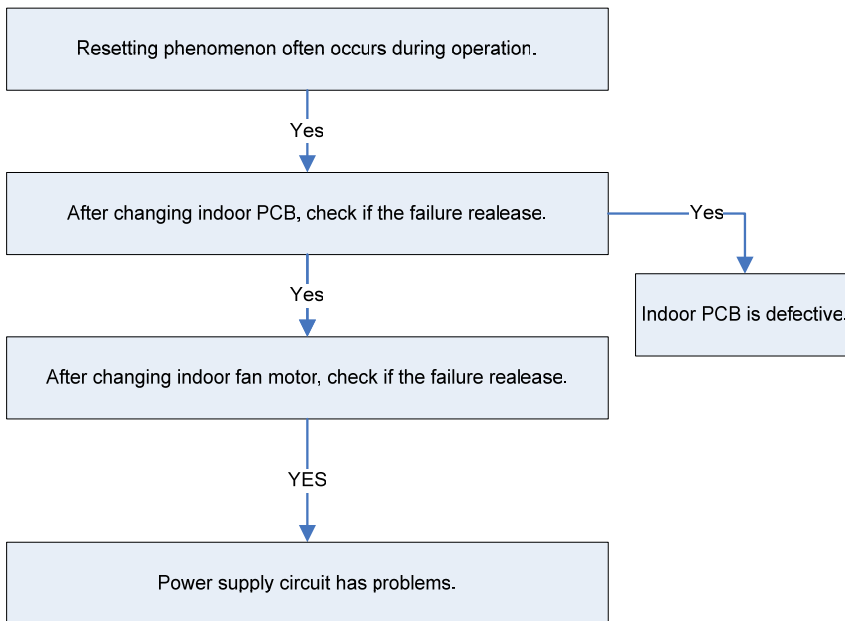 Resetting phenomenon often occurs during operation.
Yes
After changing indoor PCB, check if the failure realease.
Yes
Yes
Indoor PCB is defective.
After changing indoor fan motor, check if the failure realease.
YES
Power supply circuit has problems.